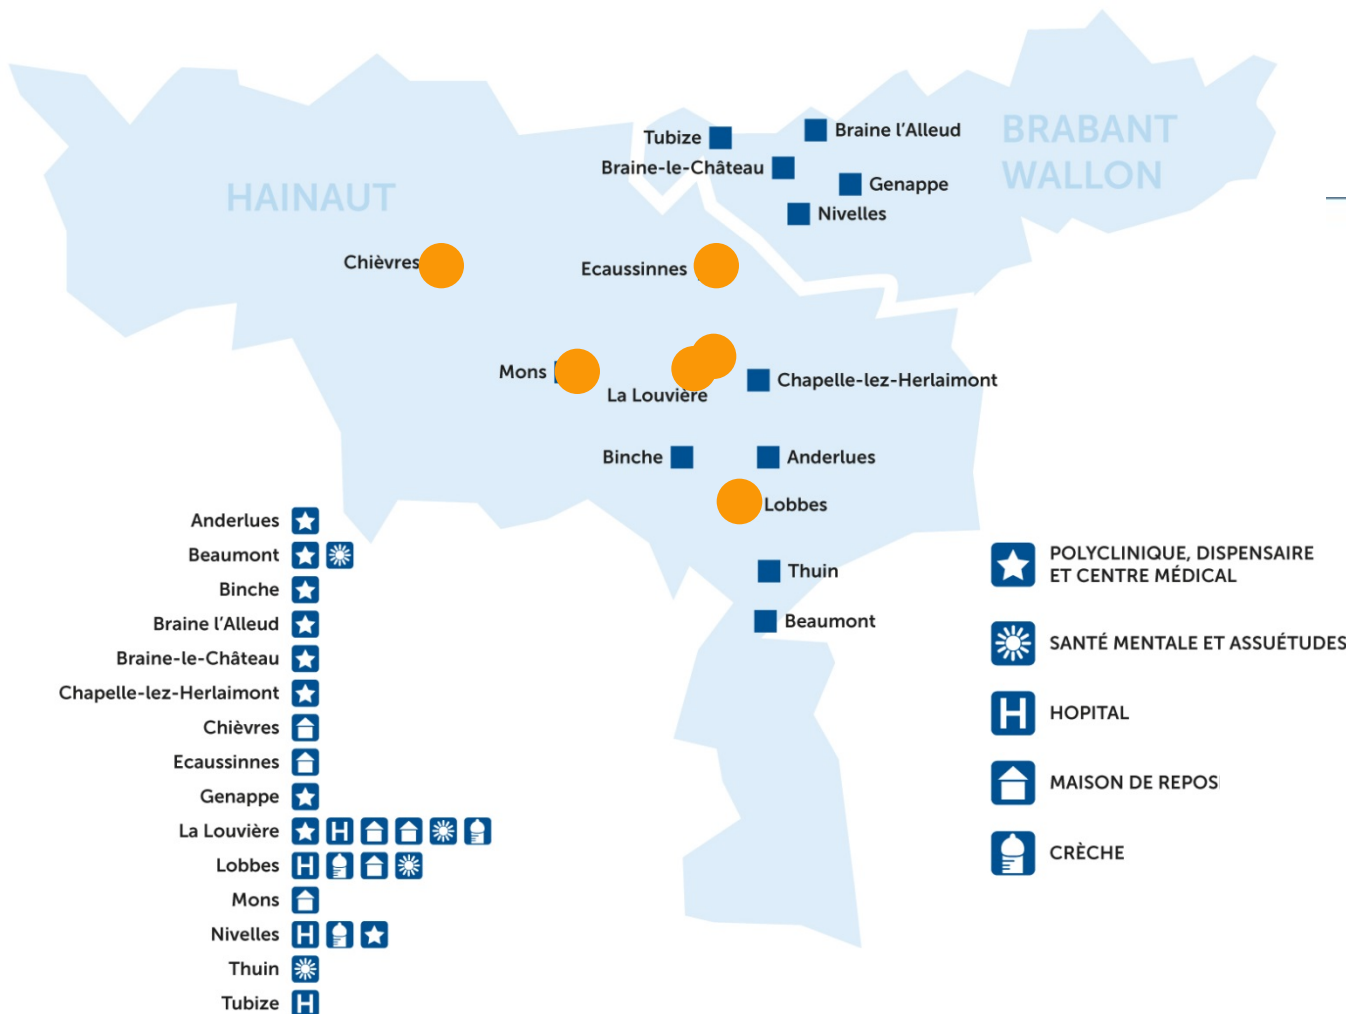 BRABANT
WALLON
HAINAUT
Tubize
Braine l'Alleud
Braine-le-Château
Genappe
Nivelles
Chièvres
Ecaussinnes
Mons
La Louvière
Chapelle-lez-Herlaimont
Binche
Anderlues
Lobbes
Thuin
Beaumont
Anderlues
Beaumont
Binche
Braine l'Alleud
Braine-le-Château
Chapelle-lez-Herlaimont
Chièvres
Ecaussinnes
Genappe
La Louvière
H
Lobbes
H
Mons
Nivelles
H
Thuin
Tubize
H
POLYCLINIQUE, DISPENSAIRE
ET CENTRE MÉDICAL
SANTÉ MENTALE ET ASSUÉTUDES
H
HOPITAL
MAISON DE REPOS
CRÈCHE